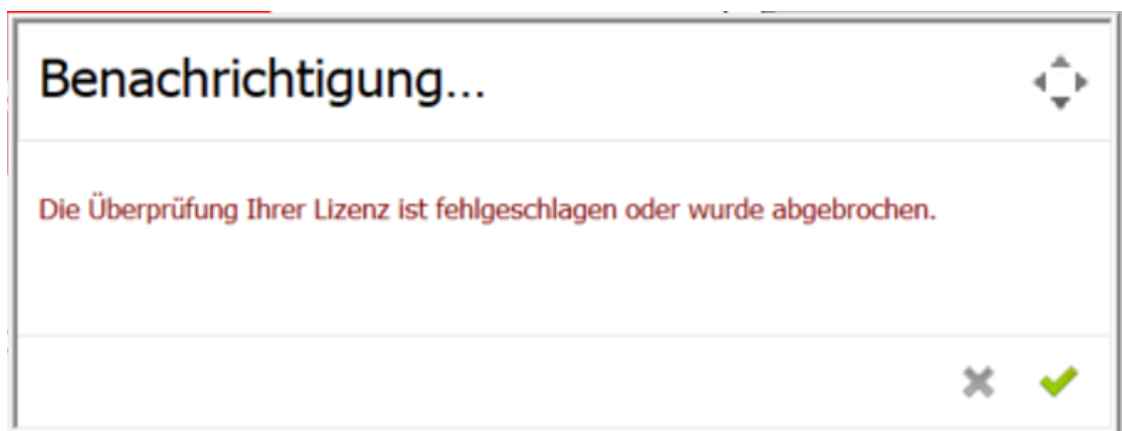 Benachrichtigung...
Die Überprüfung Ihrer Lizenz ist fehlgeschlagen oder wurde abgebrochen.